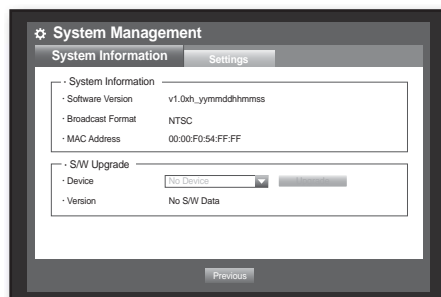 System Management
System Information
Settings
· System Information
· Software Version v1.0xh_yymmddhhmmss
· Broadcast Format NTSC
· MAC Address 00:00:F0:54:FF:FF
· S/W Upgrade
· Device No Device Upgrade
· Version No S/W Data
Previous